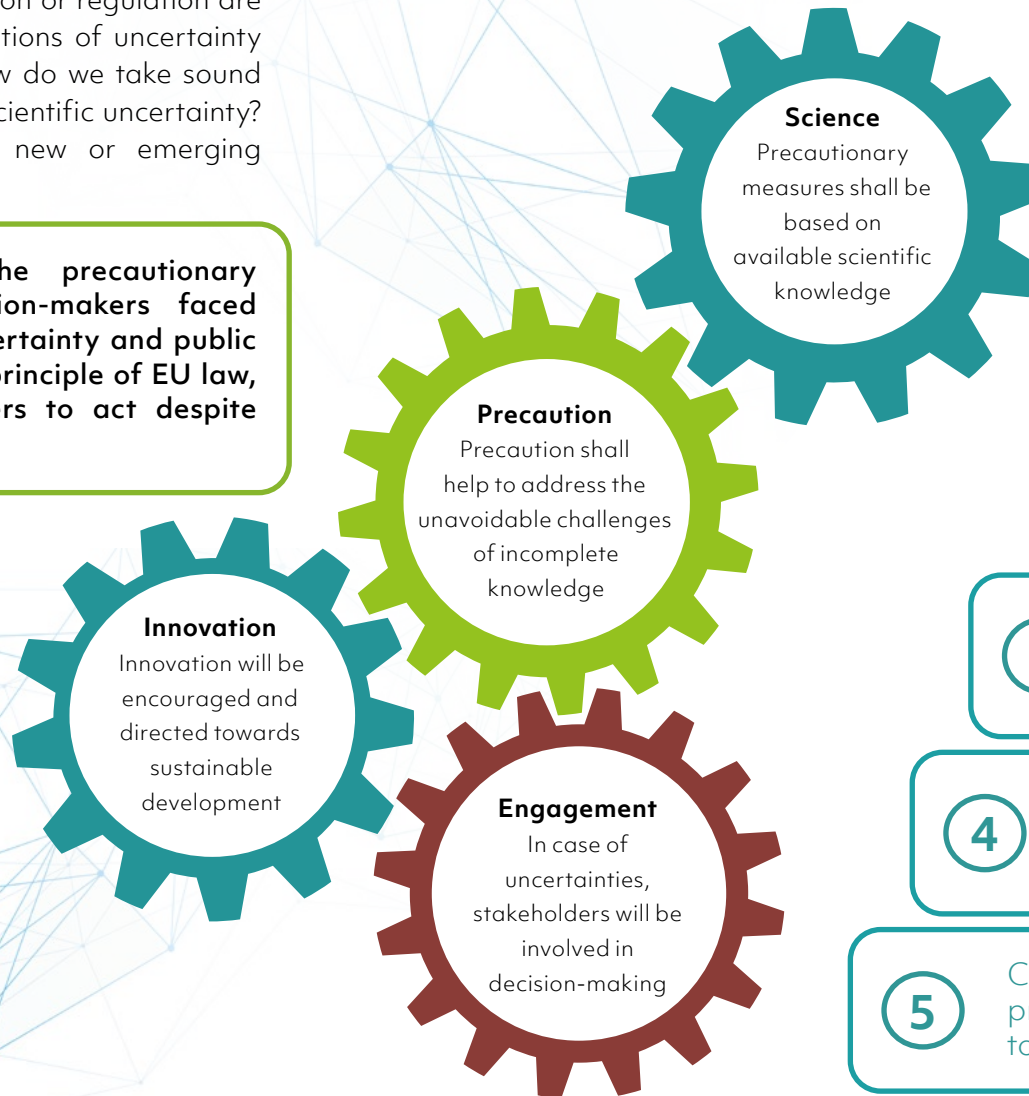 on or regulation are
tions of uncertainty
w do we take sound
cientific uncertainty?
new or emerging
he precautionary
ion-makers faced
ertainty and public
principle of EU law,
rs to act despite
Science
Precautionary
measures shall be
based on
available scientific
knowledge
Precaution
Precaution shall
help to address the
unavoidable challenges
of incomplete
knowledge
Innovation
Innovation will be
encouraged and
directed towards
sustainable
development
Engagement
In case of
uncertainties,
stakeholders will be
involved in
decision-making
4
5